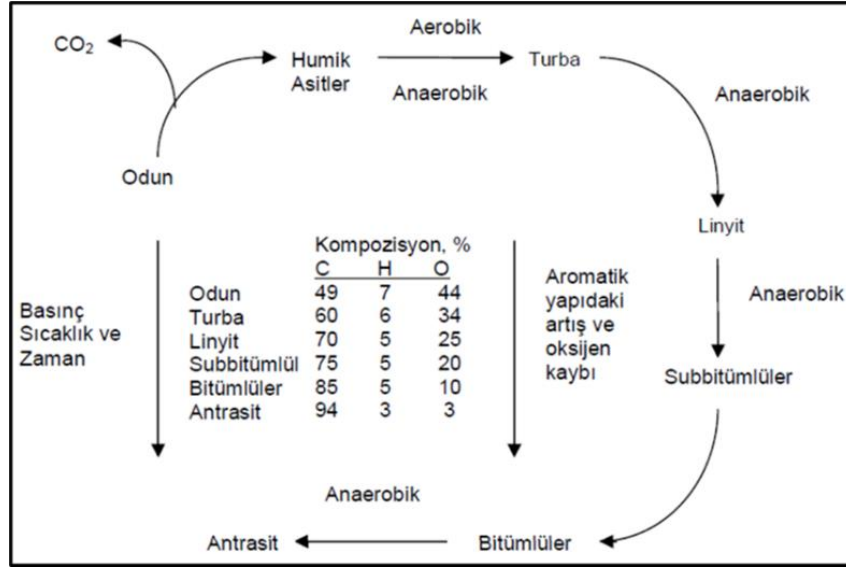 CO₂
Humik
Asitler
Aerobik
Anaerobik
Turba
Anaerobik
Odun
Linyit
Anaerobik
Subbitümlüler
Basınç
Sıcaklık ve
Zaman
Kompozisyon, %
C H O
Odun 49 7 44
Turba 60 6 34
Linyit 70 5 25
Subbitümlül 75 5 20
Bitümlüler 85 5 10
Antrasit 94 3 3
Aromatik
yapıdaki
artış ve
oksijen
kaybı
Anaerobik
Antrasit
Bitümlüler